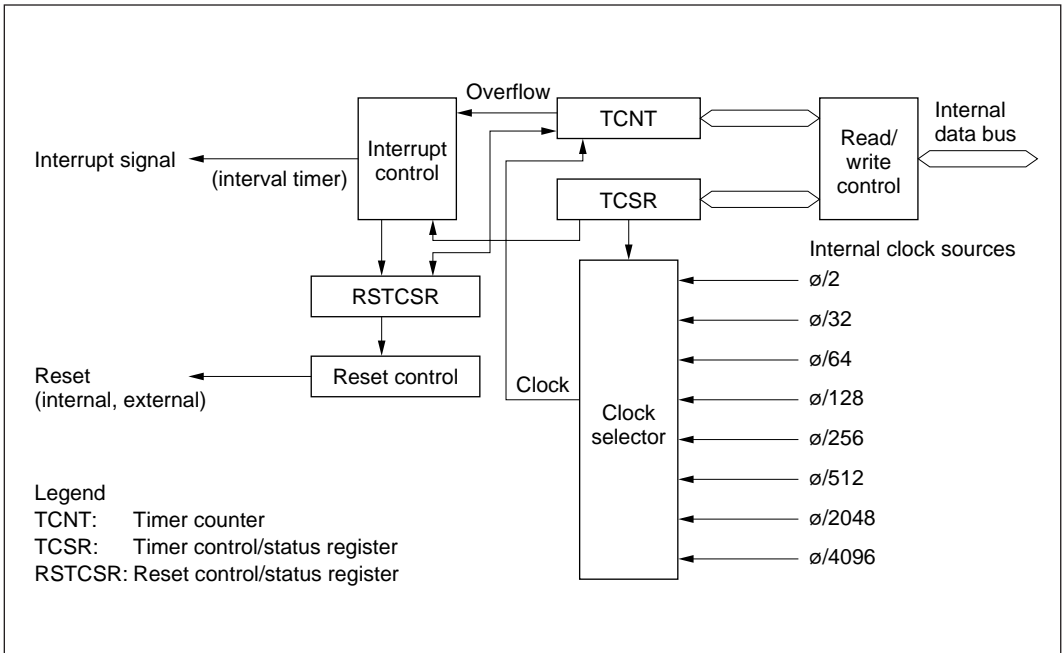 Overflow
TCNT
Internal
data bus
Read/
write
control
Interrupt signal
(interval timer)
Interrupt
control
TCSR
Internal clock sources
RSTCSR
ø/2
ø/32
ø/64
Reset
(internal, external)
Reset control
Clock
ø/128
Clock
selector
ø/256
ø/512
ø/2048
ø/4096
Legend
TCNT: Timer counter
TCSR: Timer control/status register
RSTCSR: Reset control/status register